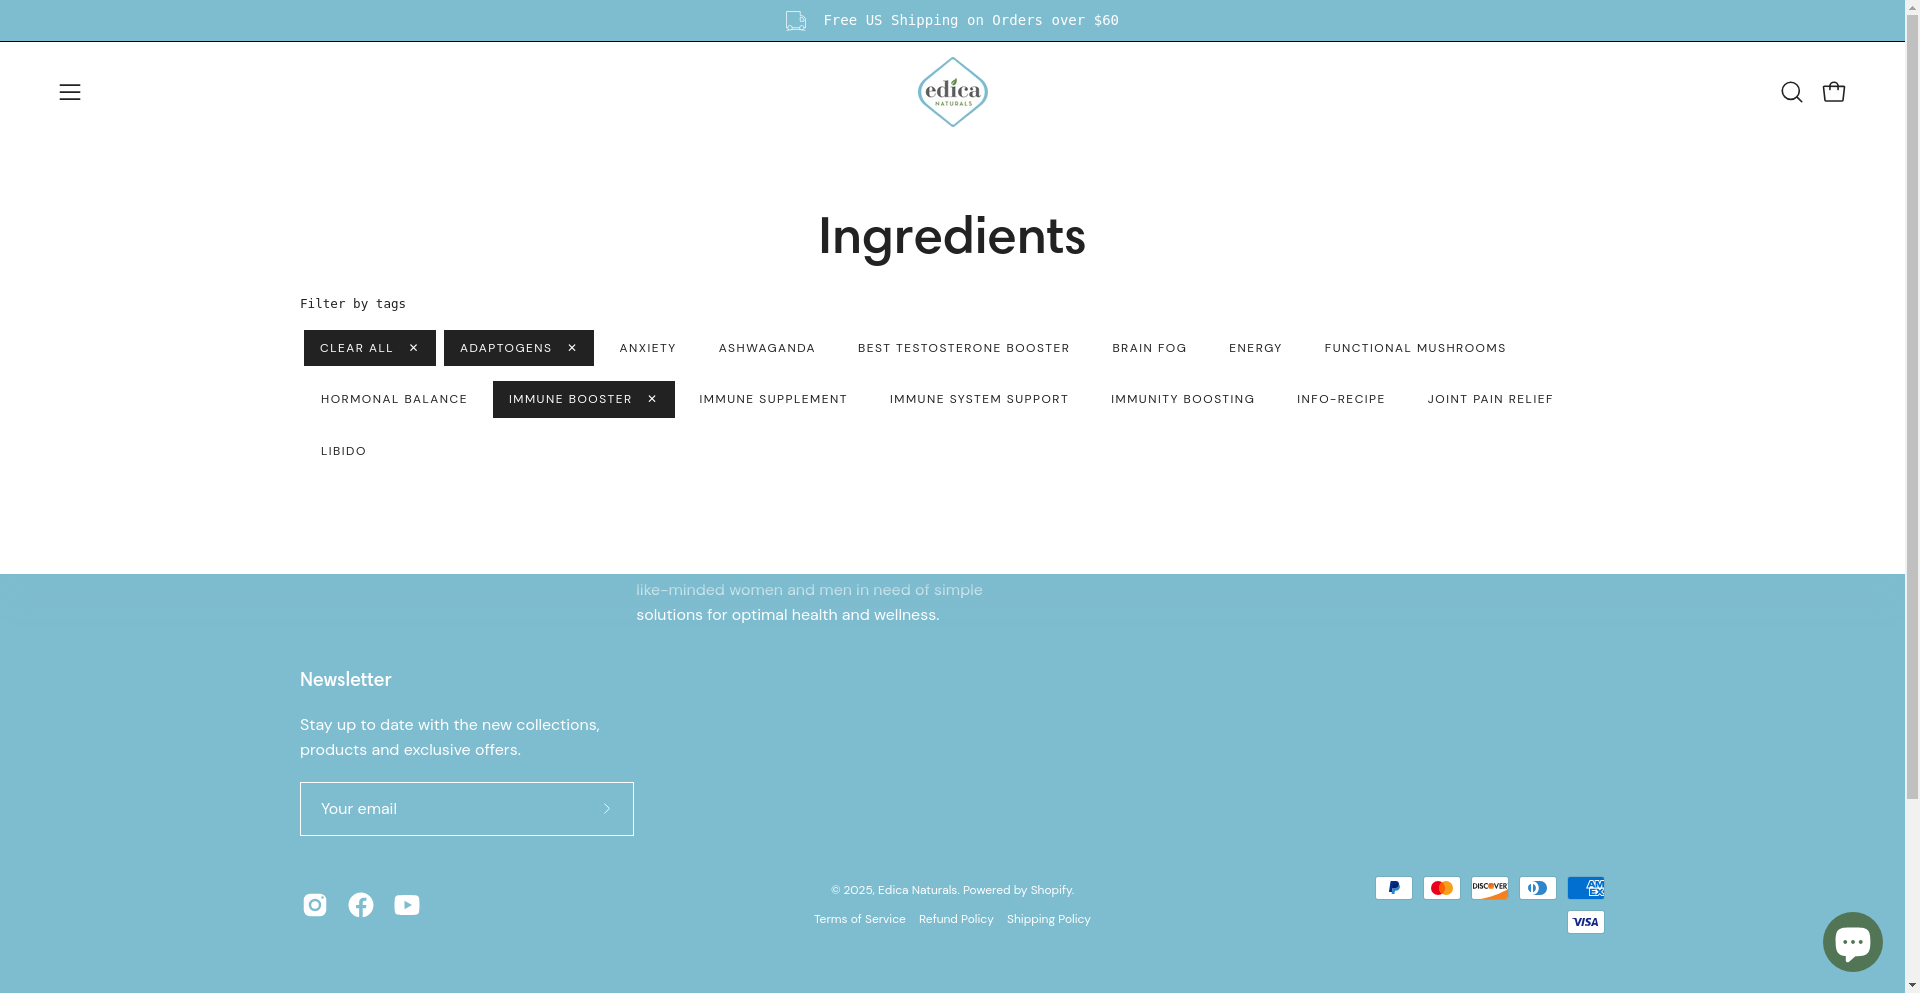 Free US Shipping on Orders over $60
edica
NATURALS
Ingredients
Filter by tags
CLEAR ALL ✕ ADAPTOGENS ✕ ANXIETY ASHWAGANDA BEST TESTOSTERONE BOOSTER BRAIN FOG ENERGY FUNCTIONAL MUSHROOMS
HORMONAL BALANCE IMMUNE BOOSTER ✕ IMMUNE SUPPLEMENT IMMUNE SYSTEM SUPPORT IMMUNITY BOOSTING INFO-RECIPE JOINT PAIN RELIEF
LIBIDO
like-minded women and men in need of simple
solutions for optimal health and wellness.
Newsletter
Stay up to date with the new collections,
products and exclusive offers.
Your email
© 2025, Edica Naturals. Powered by Shopify.
Terms of Service Refund Policy Shipping Policy
DISCOVER
AM
EX
VISA